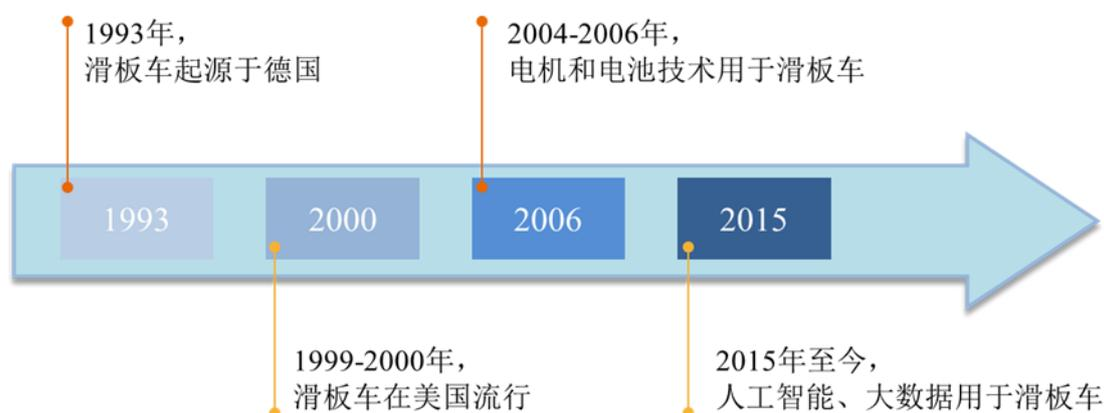 1993年，
滑板车起源于德国
2004-2006年，
电机和电池技术用于滑板车
1993
2000
2006
2015
1999-2000年，
滑板车在美国流行
2015年至今，
人工智能、大数据用于滑板车